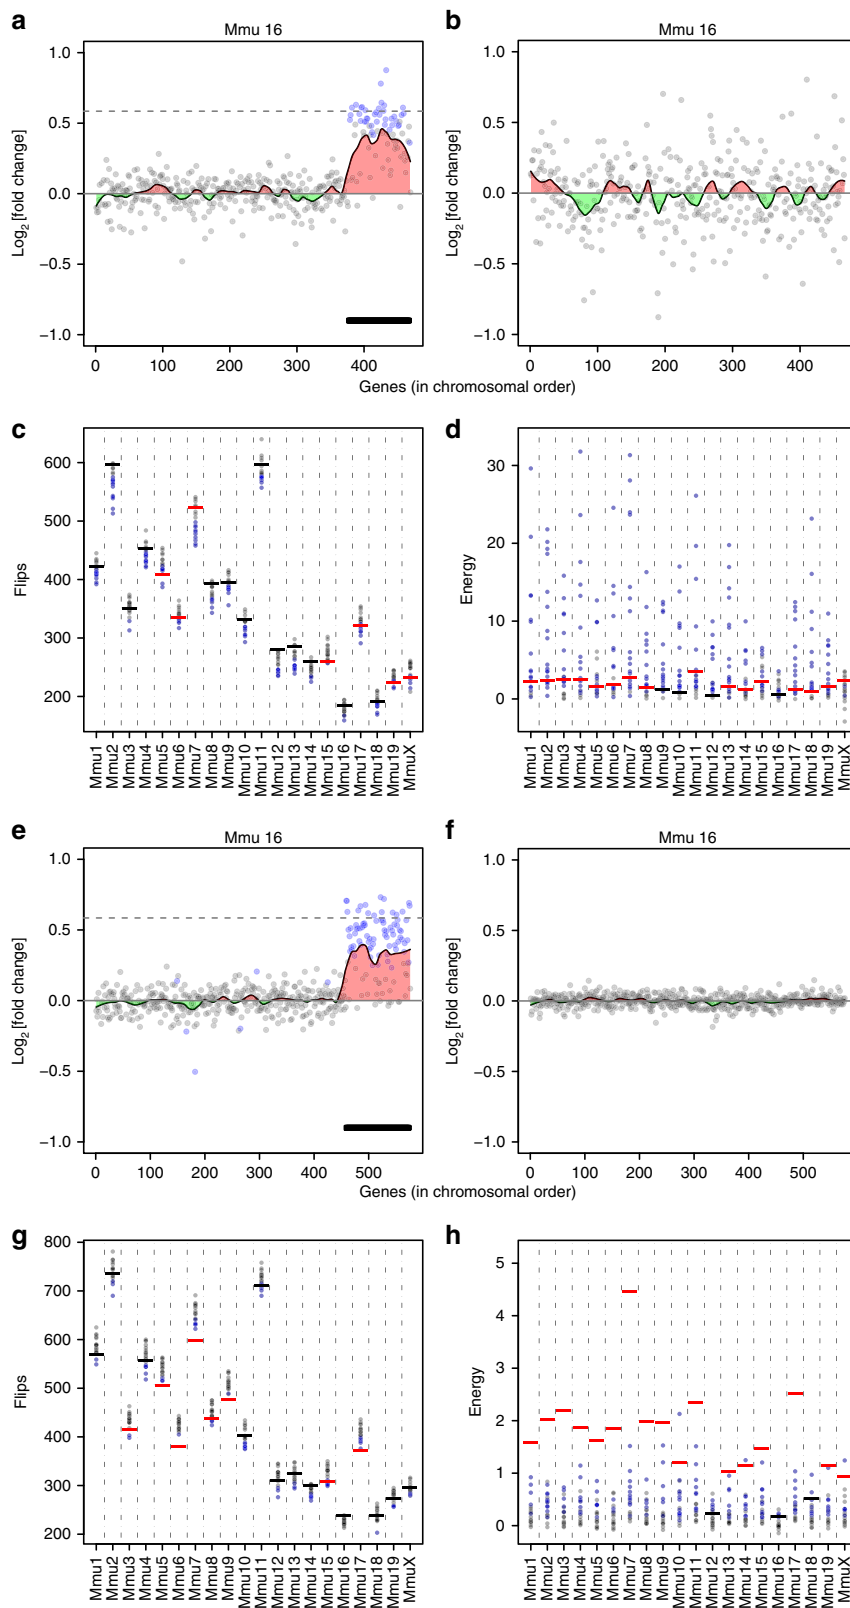 a
Mmu 16
1.0
0.5
0.0
−0.5
−1.0
Log2 [fold change]
0 100 200 300 400
b
Mmu 16
1.0
0.5
0.0
−0.5
−1.0
Log2 [fold change]
0 100 200 300 400
Genes (in chromosomal order)
c
600
500
400
300
200
Flips
Mmu1 Mmu2 Mmu3 Mmu4 Mmu5 Mmu6 Mmu7 Mmu8 Mmu9 Mmu10 Mmu11 Mmu12 Mmu13 Mmu14 Mmu15 Mmu16 Mmu17 Mmu18 Mmu19 MmuX
d
30
20
10
0
Energy
Mmu1 Mmu2 Mmu3 Mmu4 Mmu5 Mmu6 Mmu7 Mmu8 Mmu9 Mmu10 Mmu11 Mmu12 Mmu13 Mmu14 Mmu15 Mmu16 Mmu17 Mmu18 Mmu19 MmuX
e
Mmu 16
1.0
0.5
0.0
−0.5
−1.0
Log2 [fold change]
0 100 200 300 400 500
f
Mmu 16
1.0
0.5
0.0
−0.5
−1.0
Log2 [fold change]
0 100 200 300 400 500
Genes (in chromosomal order)
g
800
700
600
500
400
300
200
Flips
Mmu1 Mmu2 Mmu3 Mmu4 Mmu5 Mmu6 Mmu7 Mmu8 Mmu9 Mmu10 Mmu11 Mmu12 Mmu13 Mmu14 Mmu15 Mmu16 Mmu17 Mmu18 Mmu19 MmuX
h
5
4
3
2
1
0
Energy
Mmu1 Mmu2 Mmu3 Mmu4 Mmu5 Mmu6 Mmu7 Mmu8 Mmu9 Mmu10 Mmu11 Mmu12 Mmu13 Mmu14 Mmu15 Mmu16 Mmu17 Mmu18 Mmu19 MmuX